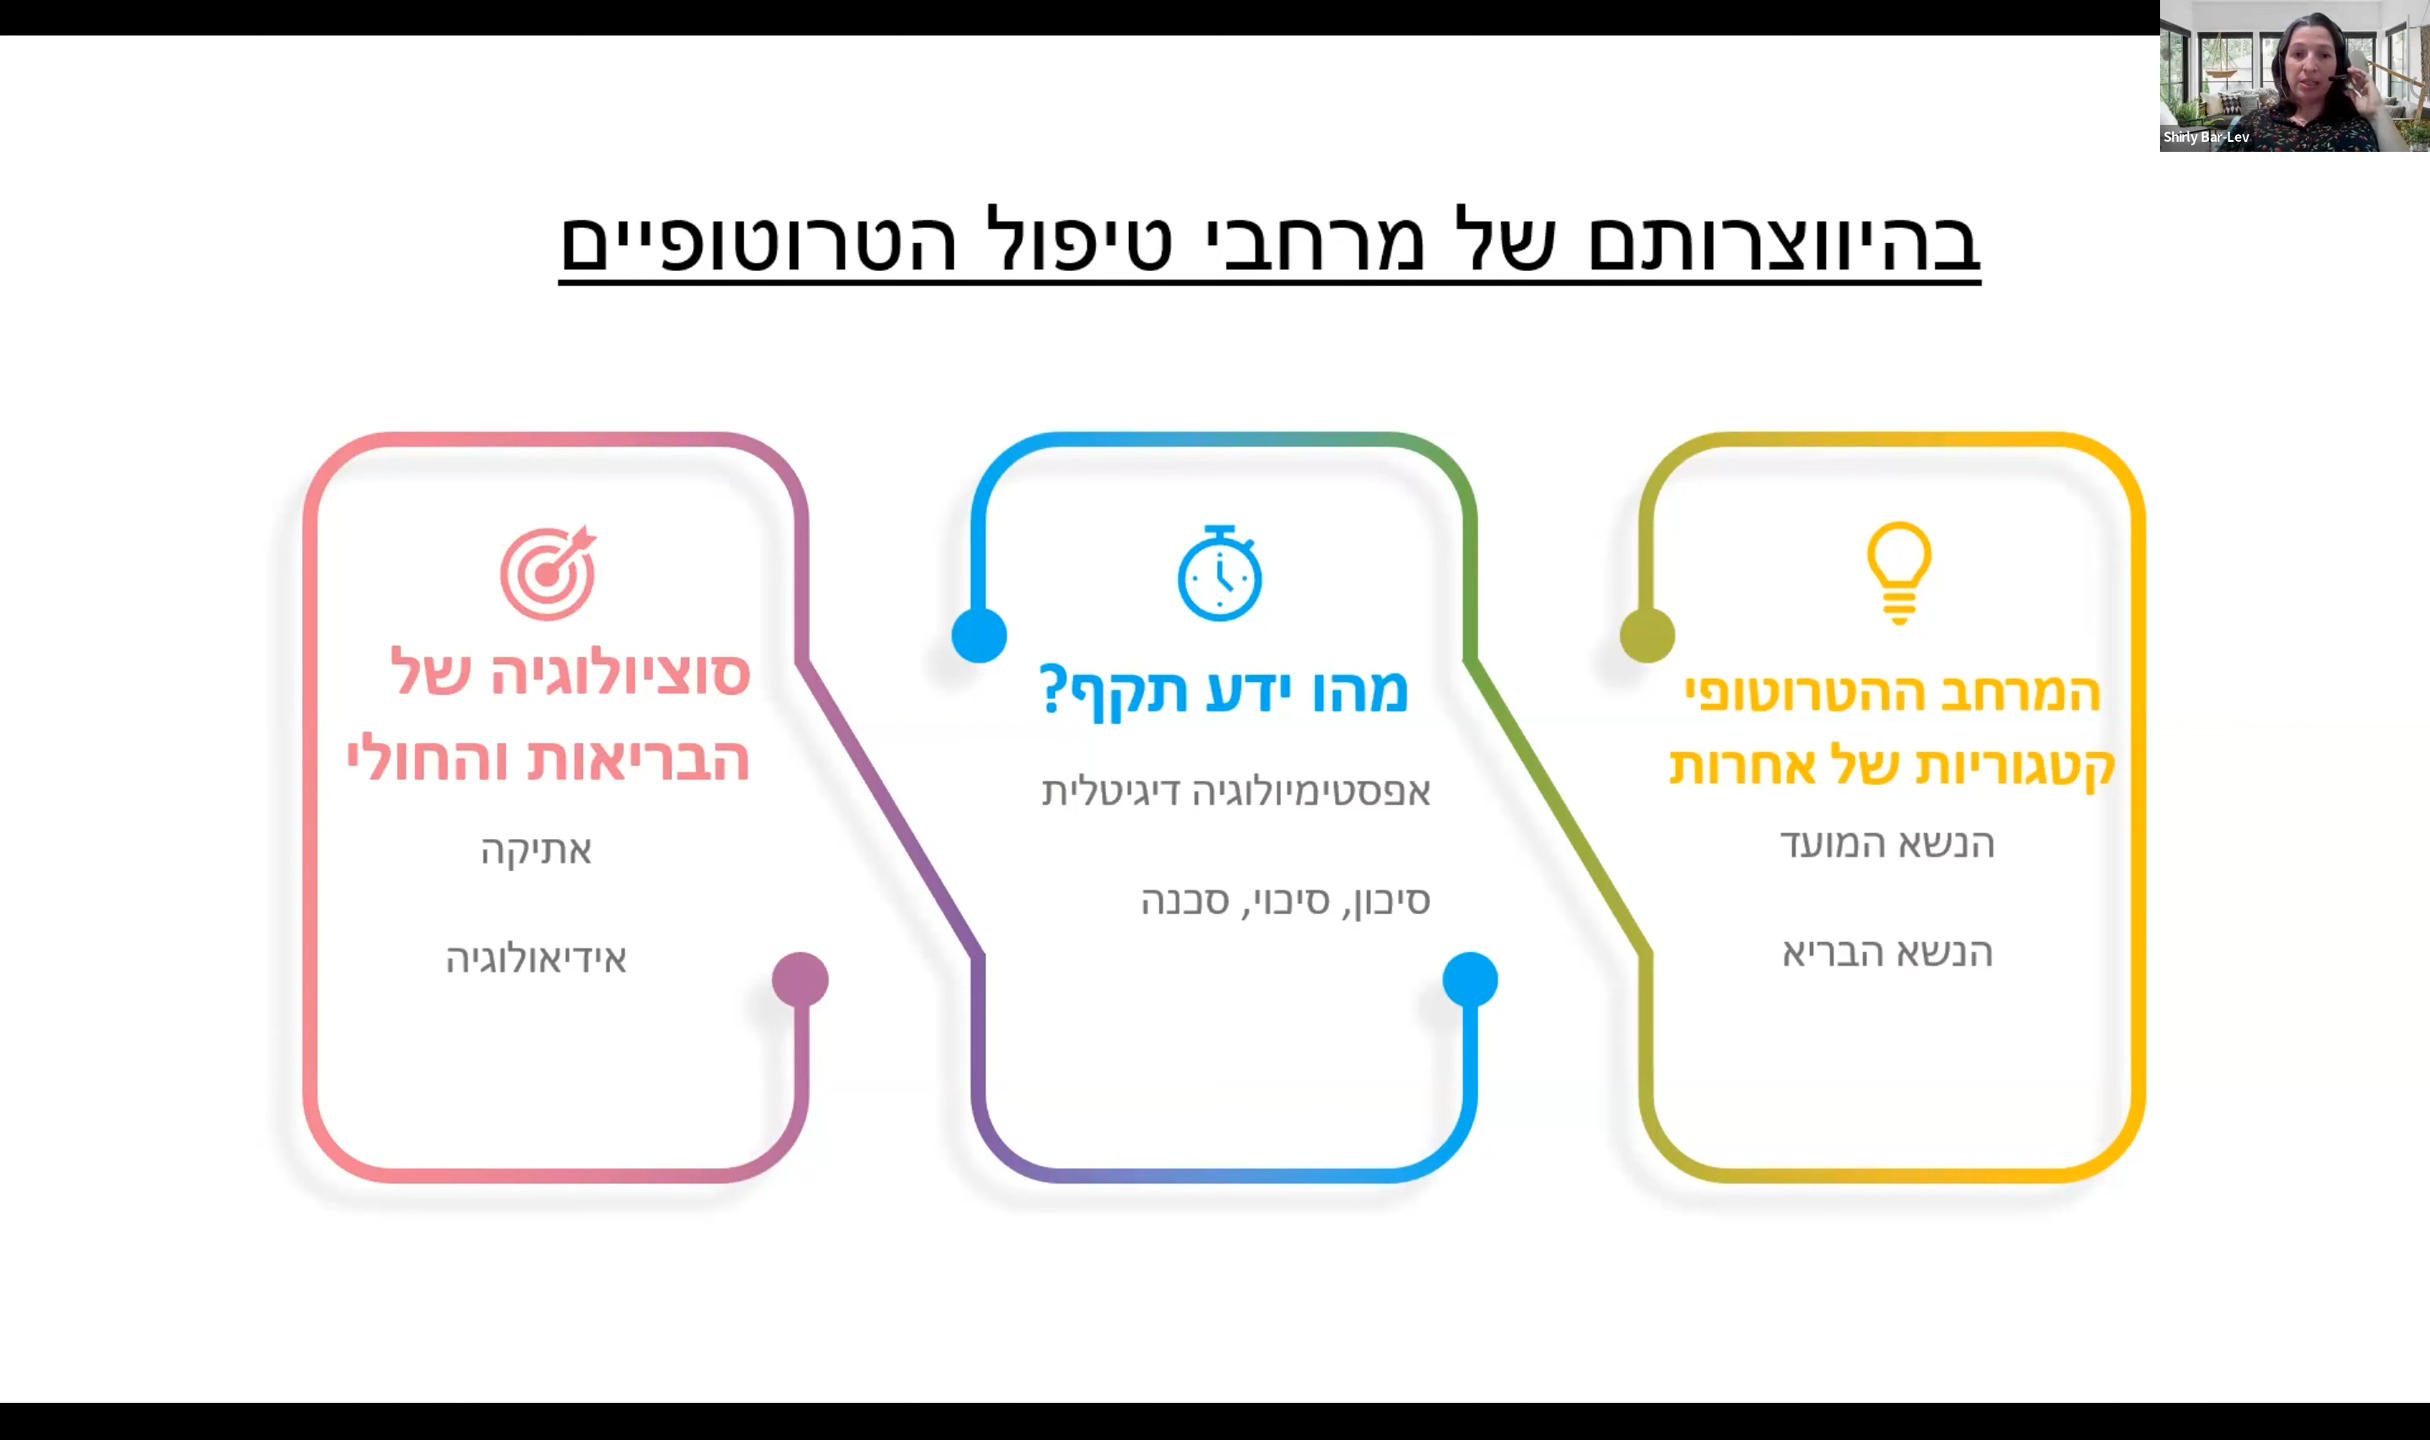 Shirly Bar-Lev
בהיווצרותם של מרחבי טיפול הטרוטופיים
המרחב ההטרוטופי
קטגוריות של אחרות
הנשא המועד
הנשא הבריא
מהו ידע תקף?
אפסטימיולוגיה דיגיטלית
סיכון, סיכוי, סכנה
סוציולוגיה של
הבריאות והחולי
אתיקה
אידיאולוגיה